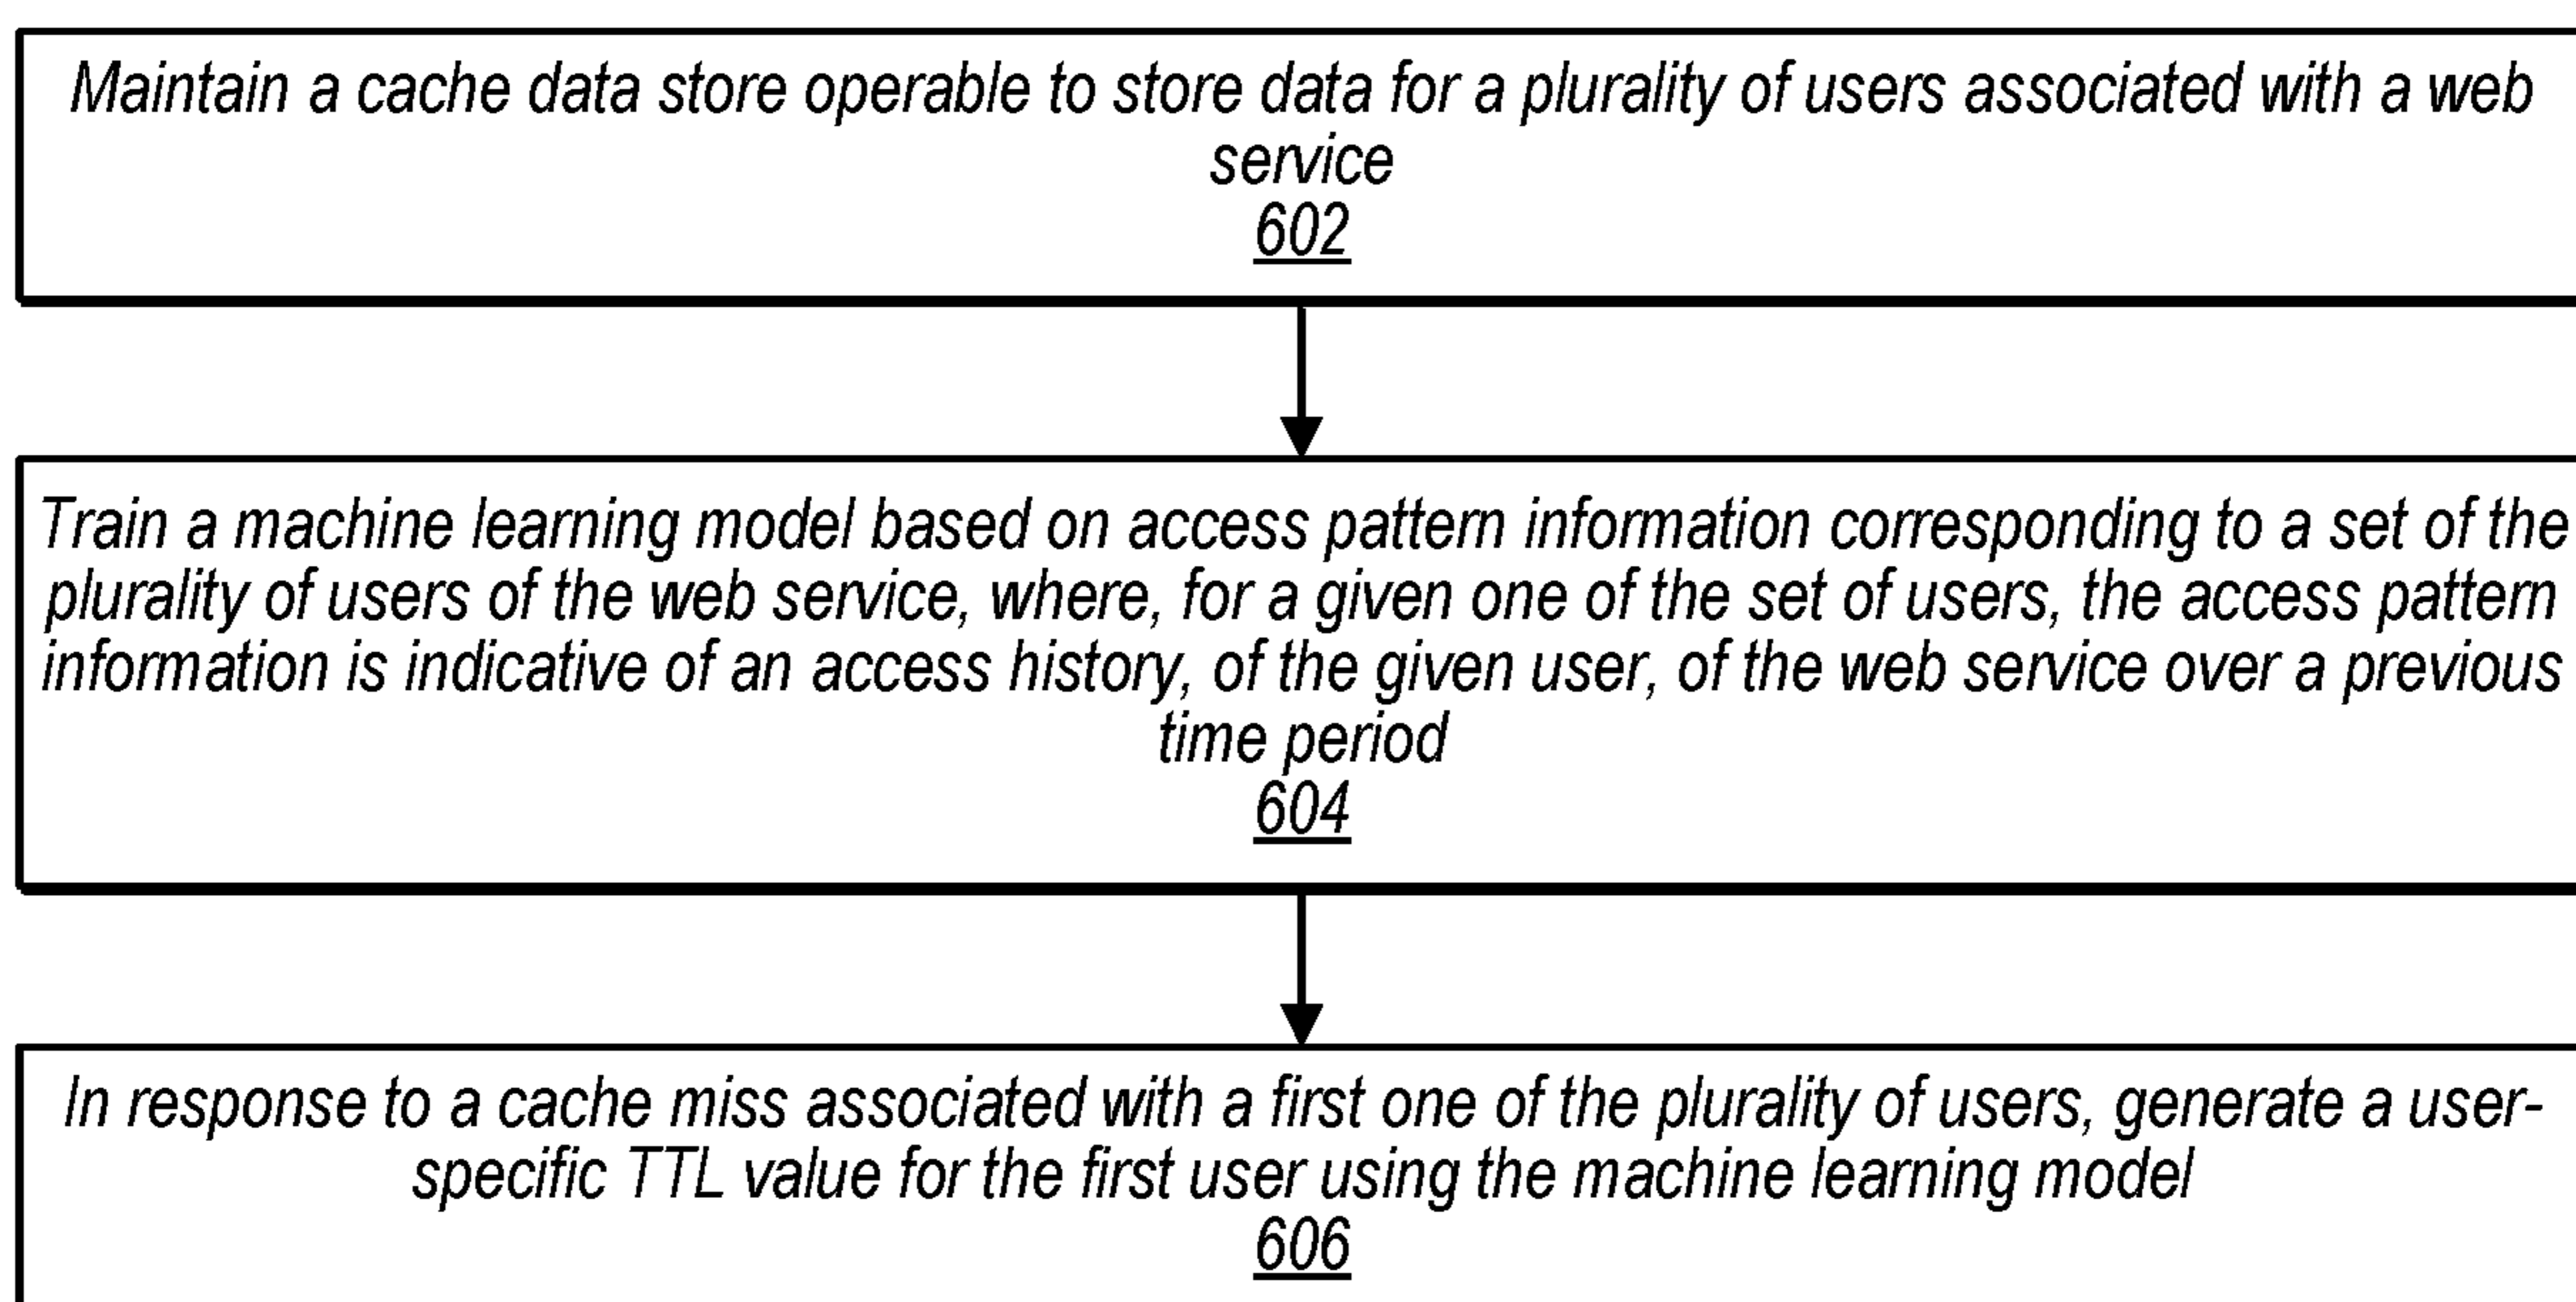 Maintain a cache data store operable to store data for a plurality of users associated with a web
service
602
Train a machine learning model based on access pattern information corresponding to a set of the
plurality of users of the web service, where, for a given one of the set of users, the access pattern
information is indicative of an access history, of the given user, of the web service over a previous
time period
604
In response to a cache miss associated with a first one of the plurality of users, generate a user-
specific TTL value for the first user using the machine learning model
606